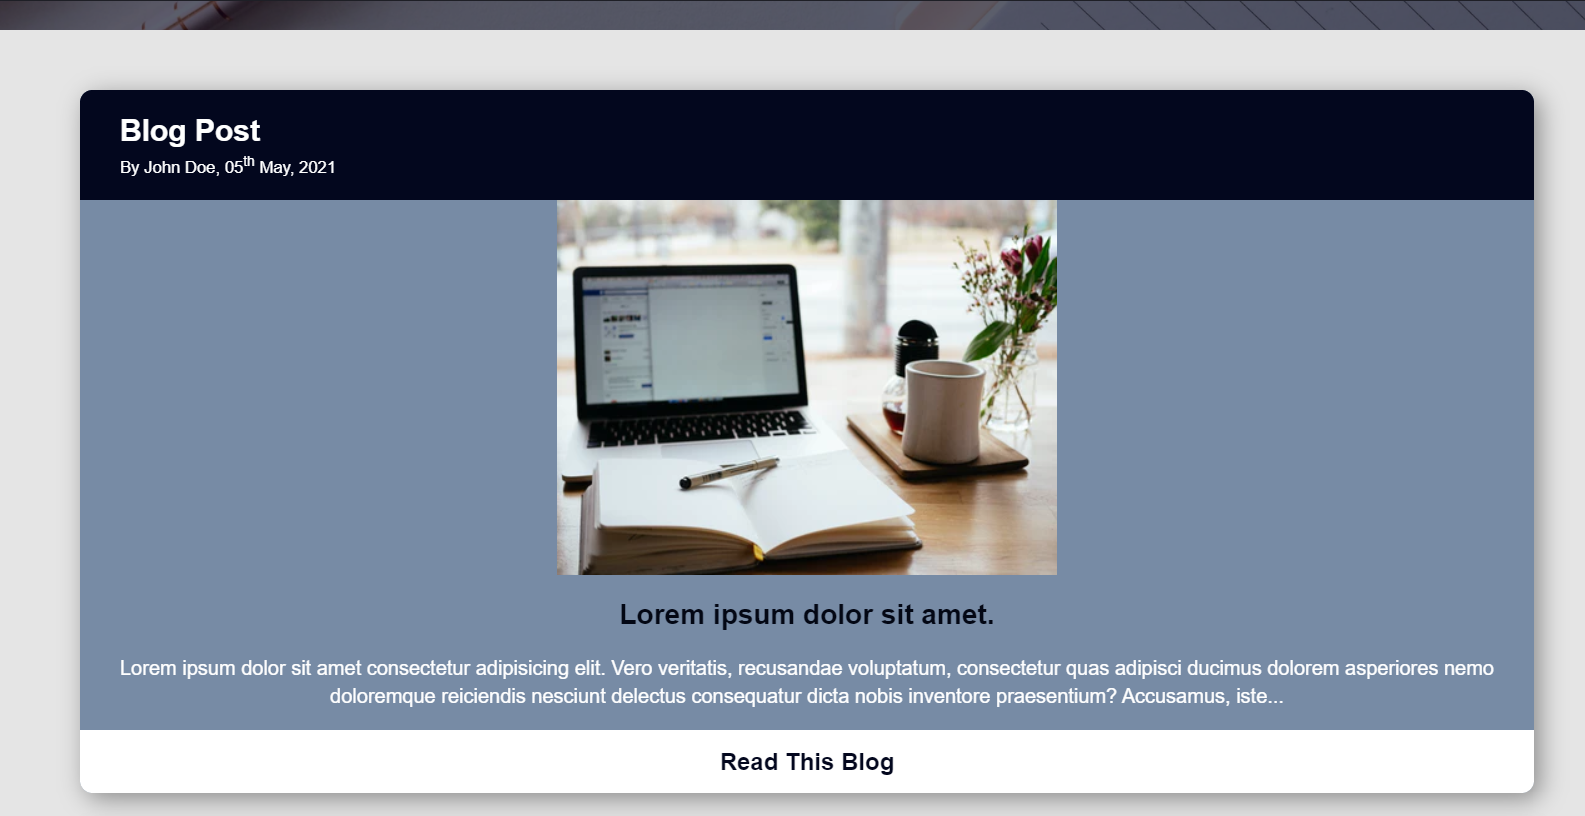 Blog Post
By John Doe, 05th May, 2021
Lorem ipsum dolor sit amet.
Lorem ipsum dolor sit amet consectetur adipisicing elit. Vero veritatis, recusandae voluptatum, consectetur quas adipisci ducimus dolorem asperiores nemo
doloremque reiciendis nesciunt delectus consequatur dicta nobis inventore praesentium? Accusamus, iste...
Read This Blog